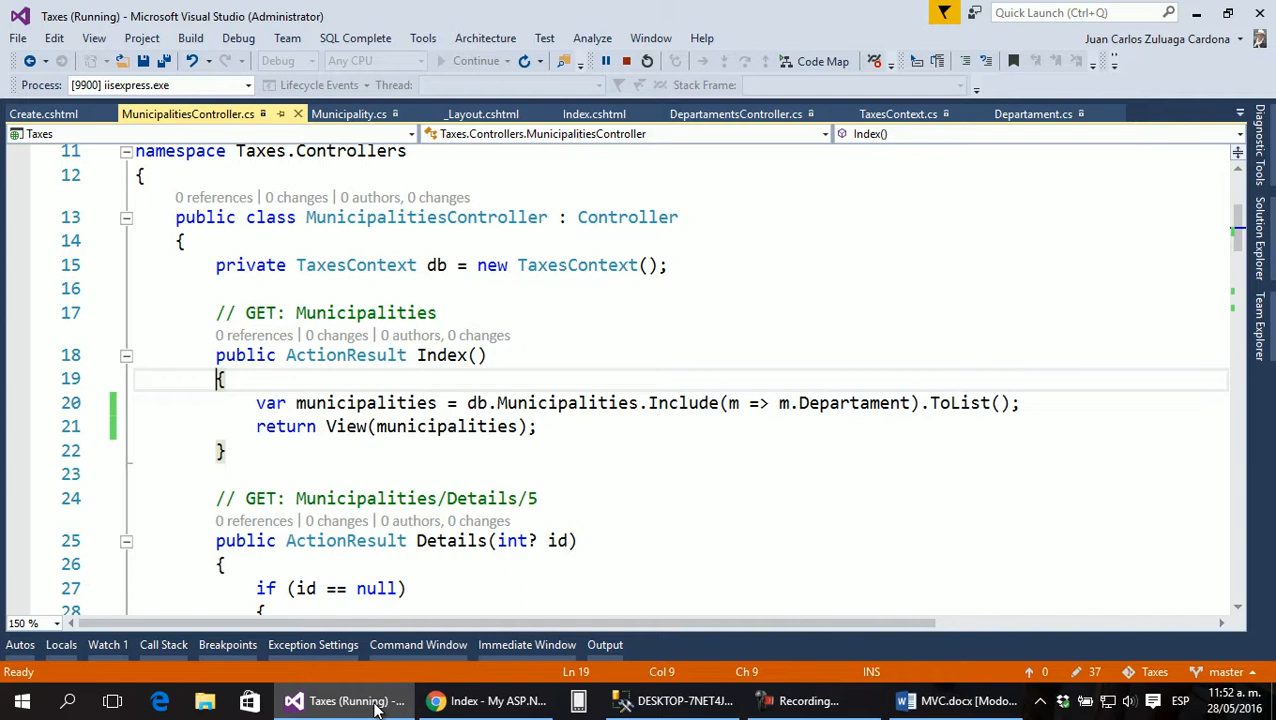 Taxes (Running) - Microsoft Visual Studio (Administrator)
Quick Launch (Ctrl+Q)
File Edit View Project Build Debug Team SQL Complete Tools Architecture Test Analyze Window Help
Juan Carlos Zuluaga Cardona
Debug Any CPU Continue Code Map
Process: [9900] iisexpress.exe Lifecycle Events Thread: Stack Frame:
Create.cshtml MunicipalitiesController.cs Municipality.cs _Layout.cshtml Index.cshtml DepartamentsController.cs TaxesContext.cs Departament.cs
Taxes Taxes.Controllers.MunicipalitiesController Index()
11 namespace Taxes.Controllers
12 {
0 references | 0 changes | 0 authors, 0 changes
13 public class MunicipalitiesController : Controller
14 {
15 private TaxesContext db = new TaxesContext();
16
17 // GET: Municipalities
0 references | 0 changes | 0 authors, 0 changes
18 public ActionResult Index()
19 {
20 var municipalities = db.Municipalities.Include(m => m.Departament).ToList();
21 return View(municipalities);
22 }
23
24 // GET: Municipalities/Details/5
0 references | 0 changes | 0 authors, 0 changes
25 public ActionResult Details(int? id)
26 {
27 if (id == null)
28 {
Diagnostic Tools
Solution Explorer
Team Explorer
150 %
Autos Locals Watch 1 Call Stack Breakpoints Exception Settings Command Window Immediate Window Output
Ready Ln 19 Col 9 Ch 9 INS 0 37 Taxes master
Taxes (Running) -... Index - My ASP.N... DESKTOP-7NET4J... Recording... MVC.docx [Modo... ESP
11:52 a. m.
28/05/2016